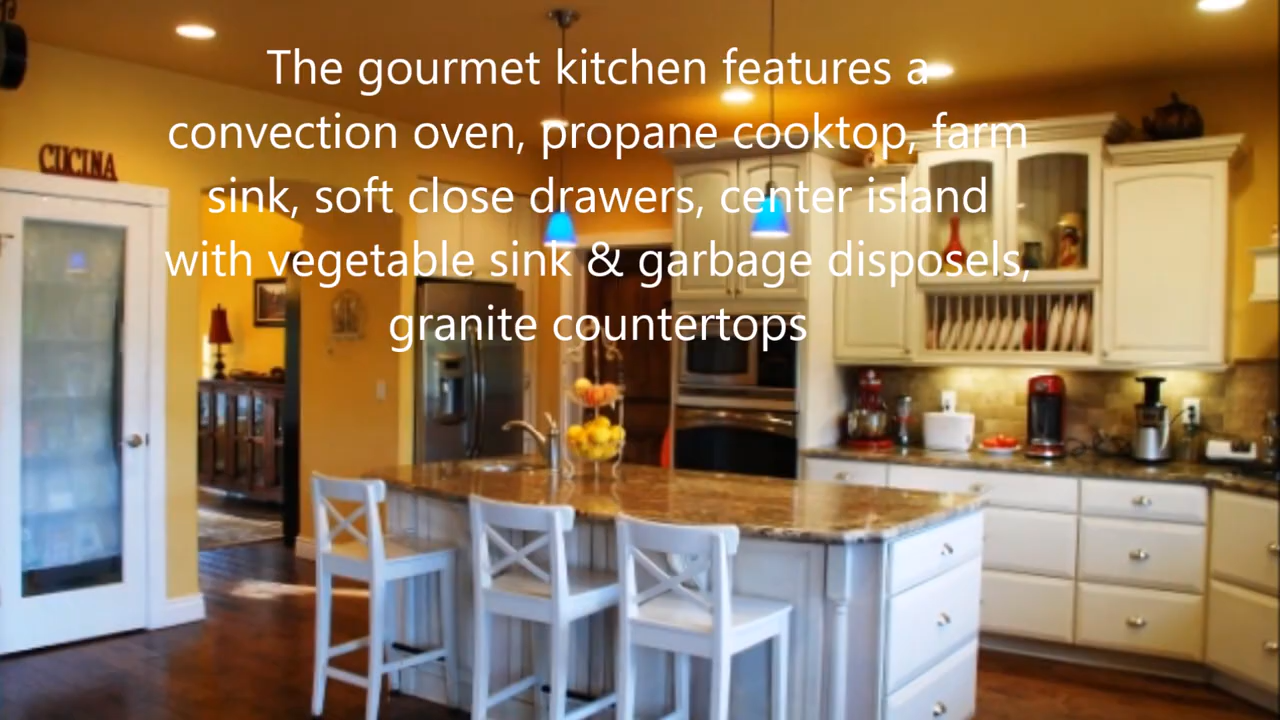 The gourmet kitchen features a
convection oven, propane cooktop, farm
sink, soft close drawers, center island
with vegetable sink & garbage disposels,
granite countertops
CUCINA